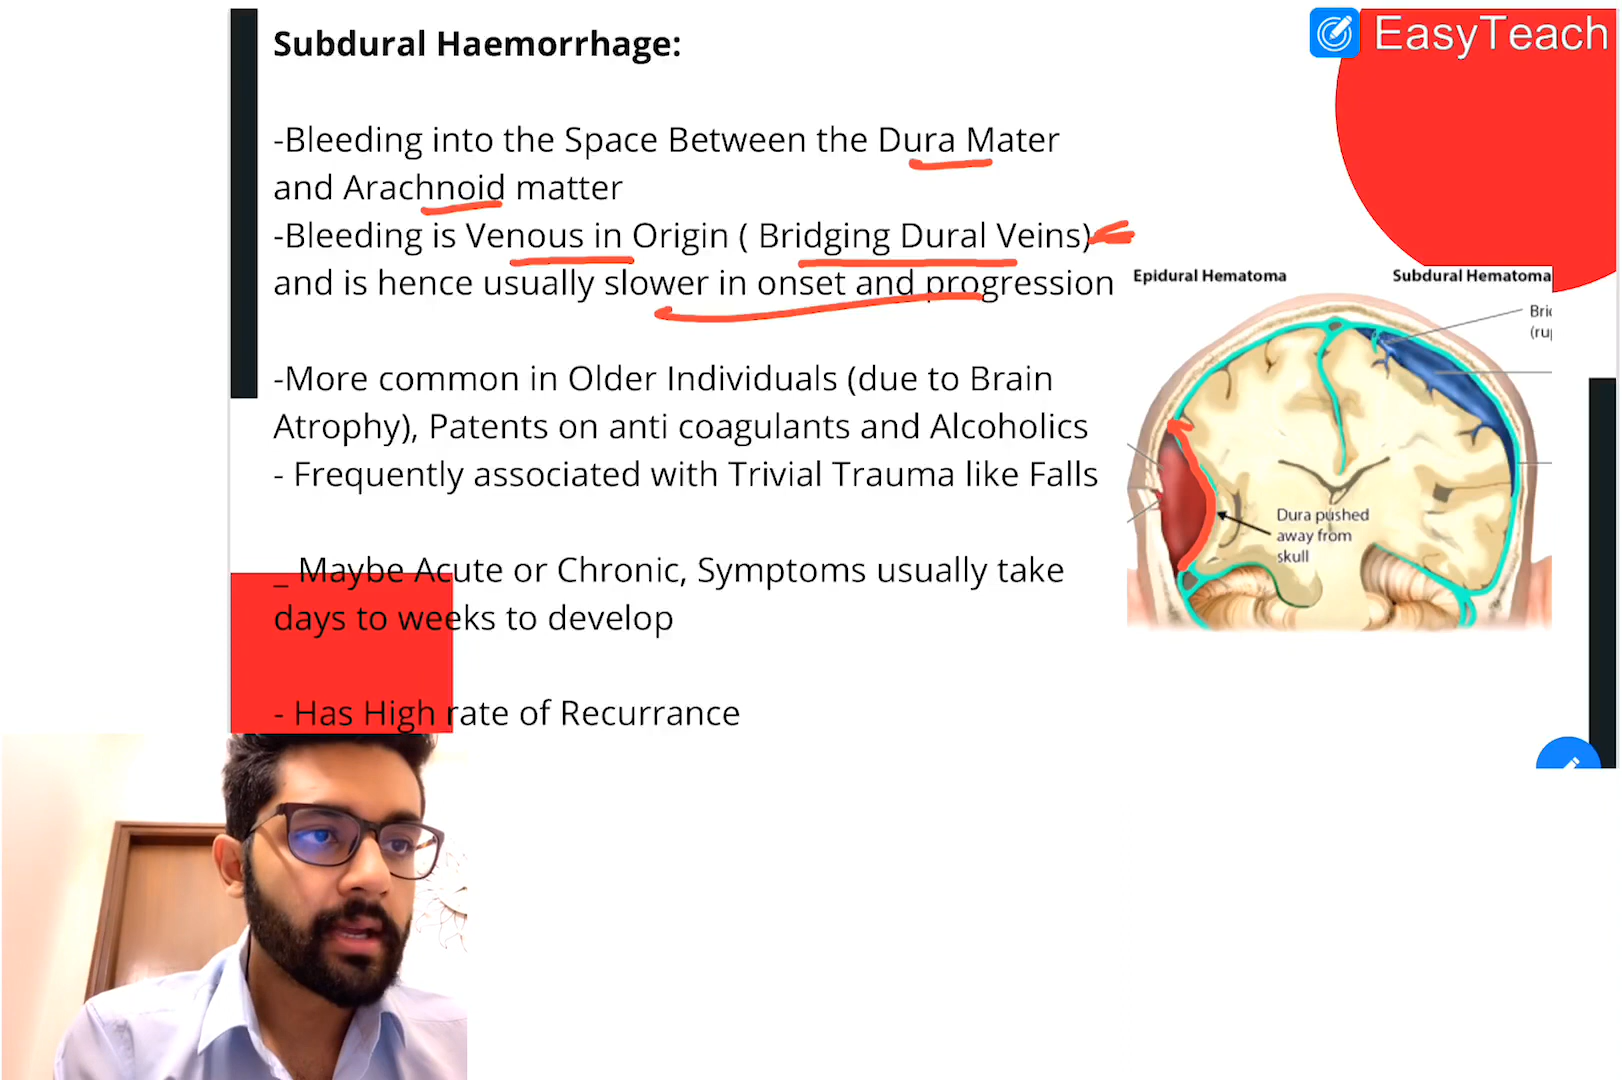 EasyTeach
Subdural Haemorrhage:
-Bleeding into the Space Between the Dura Mater
and Arachnoid matter
-Bleeding is Venous in Origin ( Bridging Dural Veins)
and is hence usually slower in onset and progression
-More common in Older Individuals (due to Brain
Atrophy), Patents on anti coagulants and Alcoholics
- Frequently associated with Trivial Trauma like Falls
_ Maybe Acute or Chronic, Symptoms usually take
days to weeks to develop
- Has High rate of Recurrance
Epidural Hematoma
Subdural Hematoma
Dura pushed
away from
skull